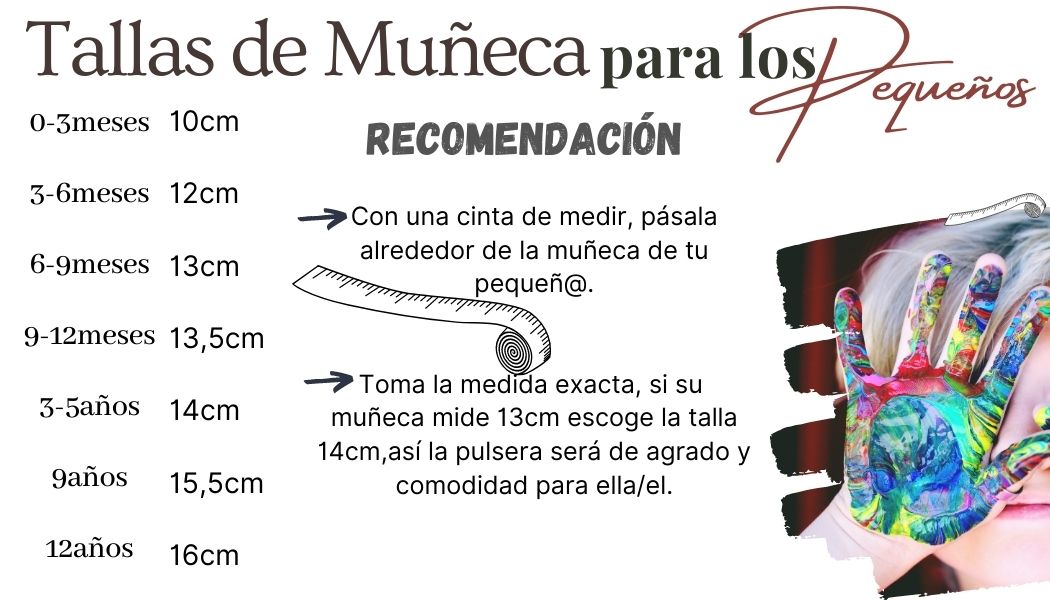 Tallas de Muñeca para los Pequeños
0-3meses 10cm
3-6meses 12cm
6-9meses 13cm
9-12meses 13,5cm
3-5años 14cm
9años 15,5cm
12años 16cm
RECOMENDACIÓN
Con una cinta de medir, pásala
alrededor de la muñeca de tu
pequeñ@.
Toma la medida exacta, si su
muñeca mide 13cm escoge la talla
14cm,así la pulsera será de agrado y
comodidad para ella/el.